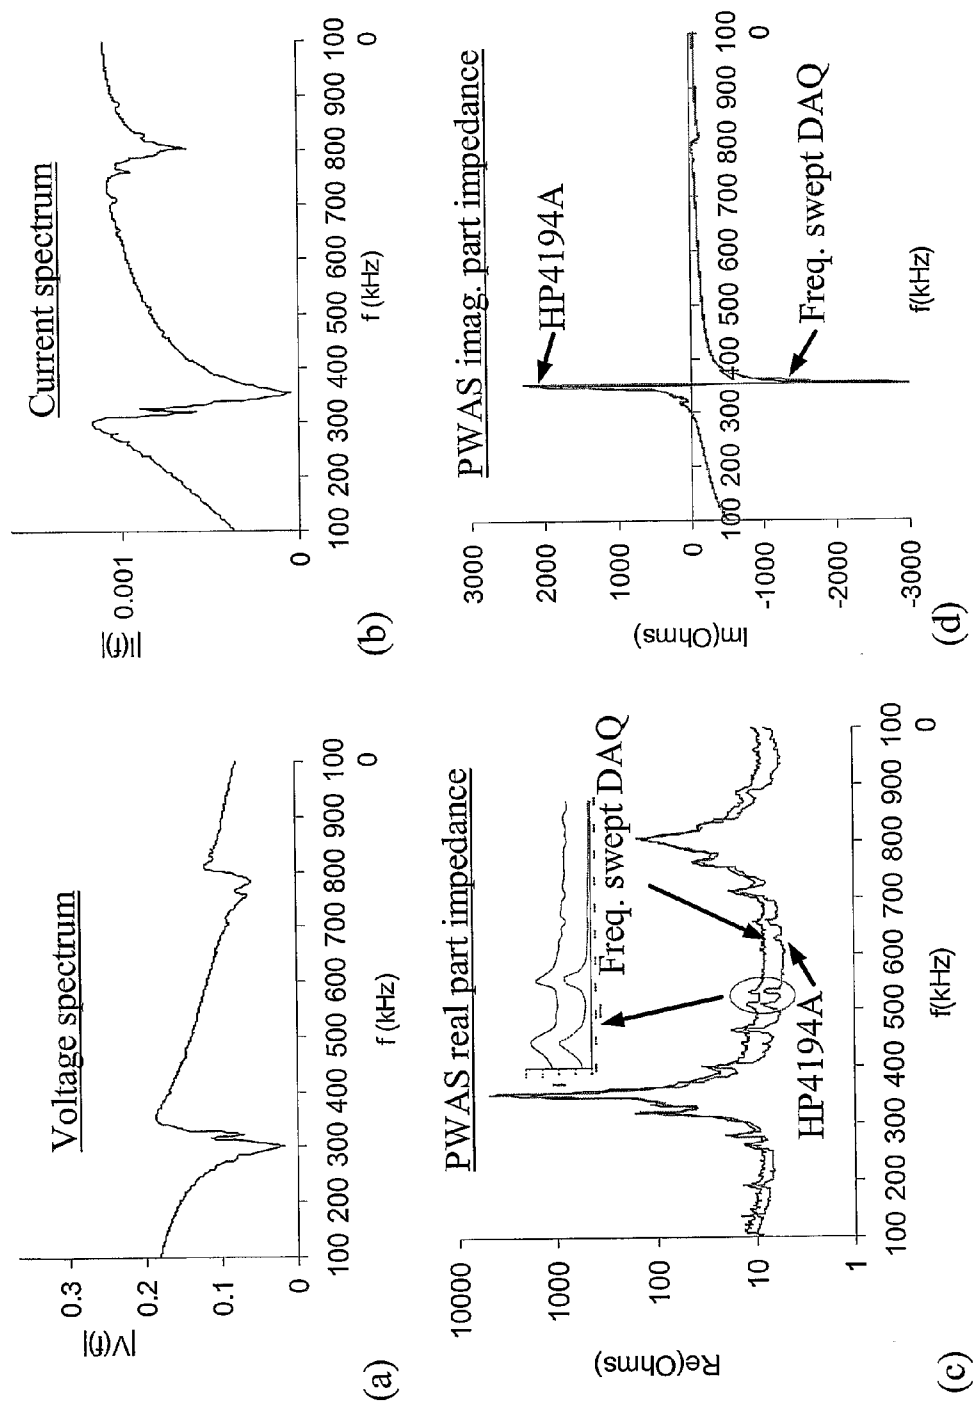 Voltage spectrum
|V(f)|
0.3
0.2
0.1
0
100 200 300 400 500 600 700 800 900 100
0
f (kHz)
(a)
Current spectrum
|I(f)|
0.001
0
100 200 300 400 500 600 700 800 900 100
0
f (kHz)
(b)
PWAS real part impedance
Re(Ohms)
10000
1000
100
10
1
Freq. swept DAQ
HP4194A
100 200 300 400 500 600 700 800 900 100
0
f(kHz)
(c)
PWAS imag. part impedance
Im(Ohms)
3000
2000
1000
0
-1000
-2000
-3000
HP4194A
Freq. swept DAQ
100 200 300 400 500 600 700 800 900 100
0
f(kHz)
(d)